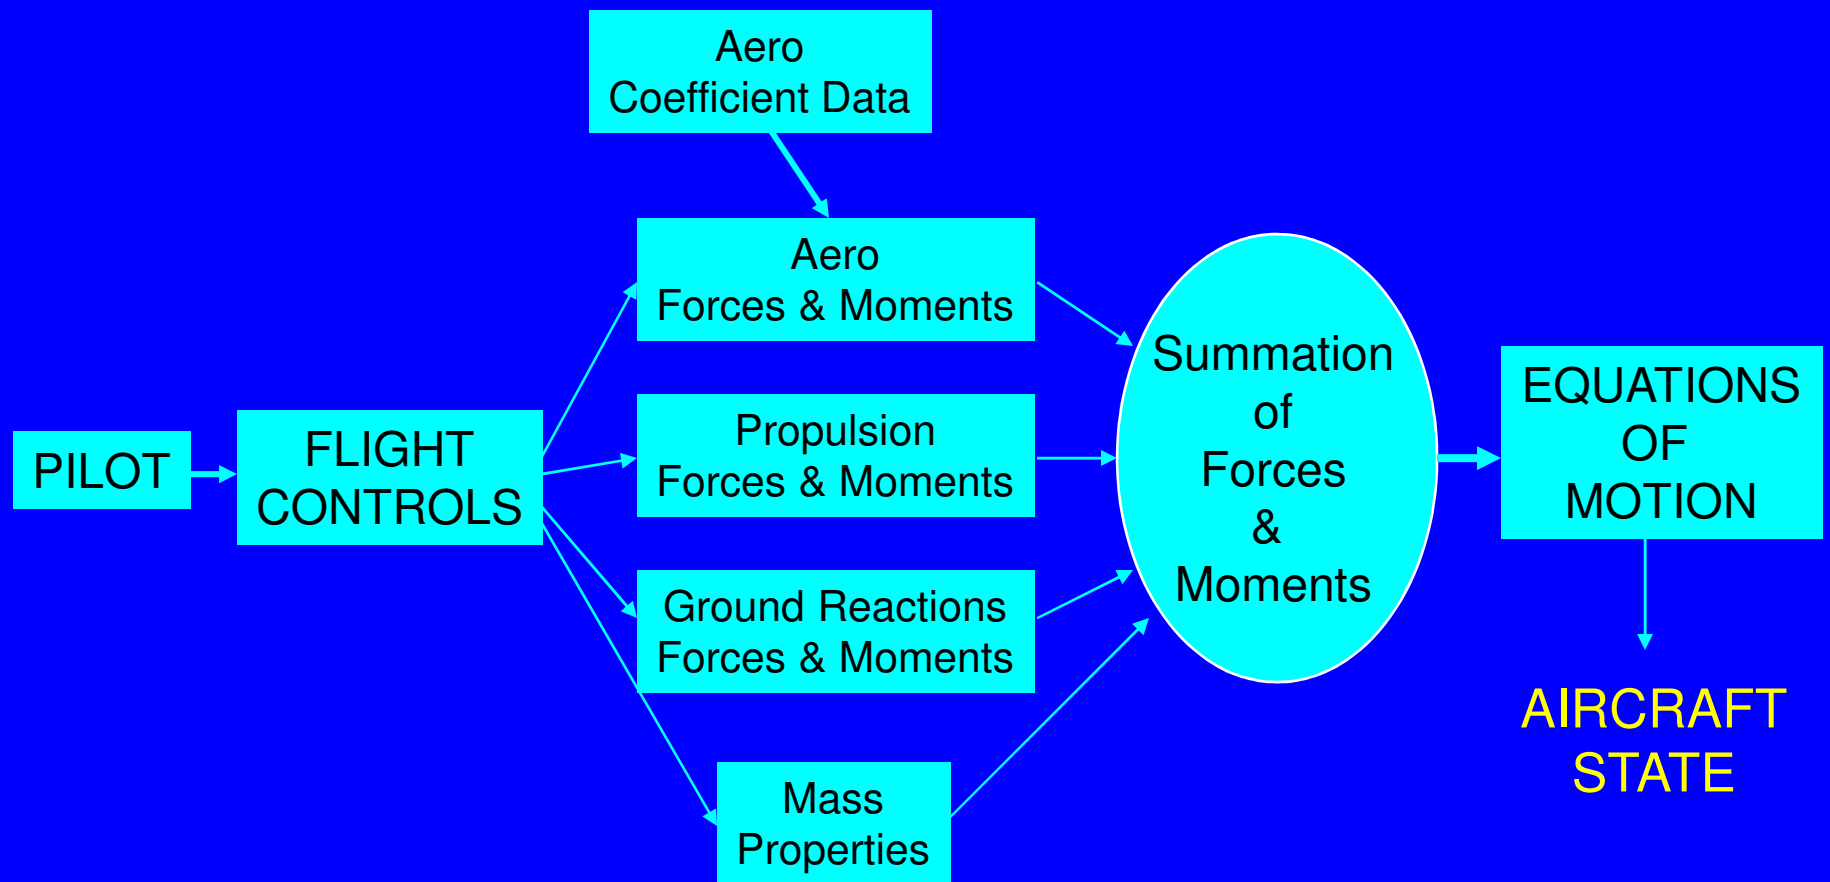 Aero
Coefficient Data
Aero
Forces & Moments
Propulsion
Forces & Moments
Ground Reactions
Forces & Moments
Mass
Properties
PILOT
FLIGHT
CONTROLS
Summation
of
Forces
&
Moments
EQUATIONS
OF
MOTION
AIRCRAFT
STATE